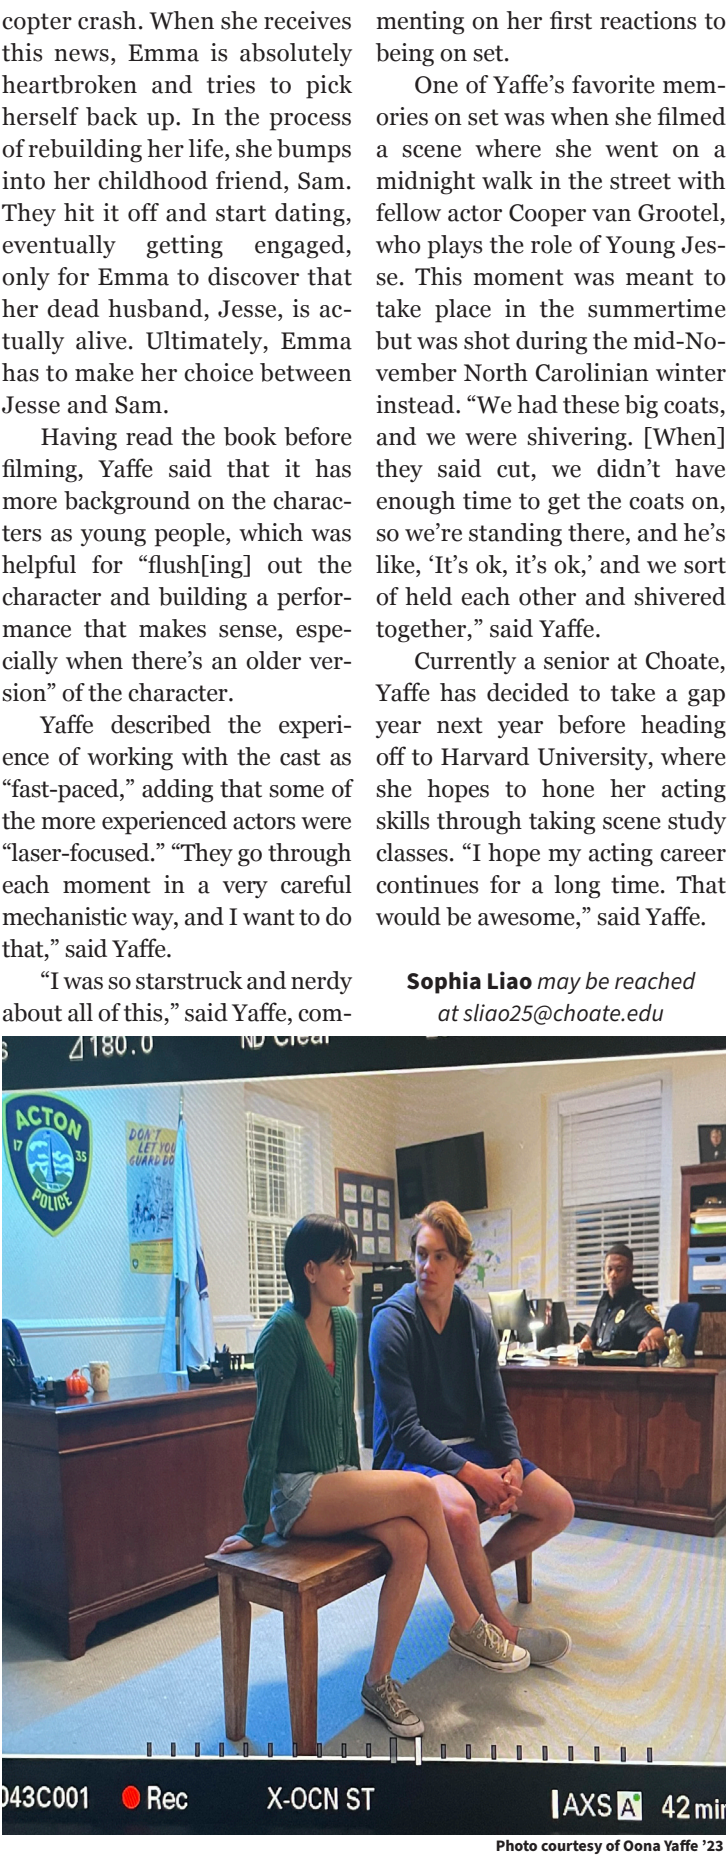 copter crash. When she receives
this news, Emma is absolutely
heartbroken and tries to pick
herself back up. In the process
of rebuilding her life, she bumps
into her childhood friend, Sam.
They hit it off and start dating,
eventually getting engaged,
only for Emma to discover that
her dead husband, Jesse, is ac-
tually alive. Ultimately, Emma
has to make her choice between
Jesse and Sam.
Having read the book before
filming, Yaffe said that it has
more background on the charac-
ters as young people, which was
helpful for “flush[ing] out the
character and building a perfor-
mance that makes sense, espe-
cially when there’s an older ver-
sion” of the character.
Yaffe described the experi-
ence of working with the cast as
“fast-paced,” adding that some of
the more experienced actors were
“laser-focused.” “They go through
each moment in a very careful
mechanistic way, and I want to do
that,” said Yaffe.
“I was so starstruck and nerdy
about all of this,” said Yaffe, com-
menting on her first reactions to
being on set.
One of Yaffe’s favorite mem-
ories on set was when she filmed
a scene where she went on a
midnight walk in the street with
fellow actor Cooper van Grootel,
who plays the role of Young Jes-
se. This moment was meant to
take place in the summertime
but was shot during the mid-No-
vember North Carolinian winter
instead. “We had these big coats,
and we were shivering. [When]
they said cut, we didn’t have
enough time to get the coats on,
so we’re standing there, and he’s
like, ‘It’s ok, it’s ok,’ and we sort
of held each other and shivered
together,” said Yaffe.
Currently a senior at Choate,
Yaffe has decided to take a gap
year next year before heading
off to Harvard University, where
she hopes to hone her acting
skills through taking scene study
classes. “I hope my acting career
continues for a long time. That
would be awesome,” said Yaffe.
Sophia Liao may be reached
at sliao25@choate.edu
180.0 ND Clear
ACTON
17 35
POLICE
DON'T
LET YOU
GUARD DO
043C001 Rec X-OCN ST AXS A 42 min
Photo courtesy of Oona Yaffe ’23